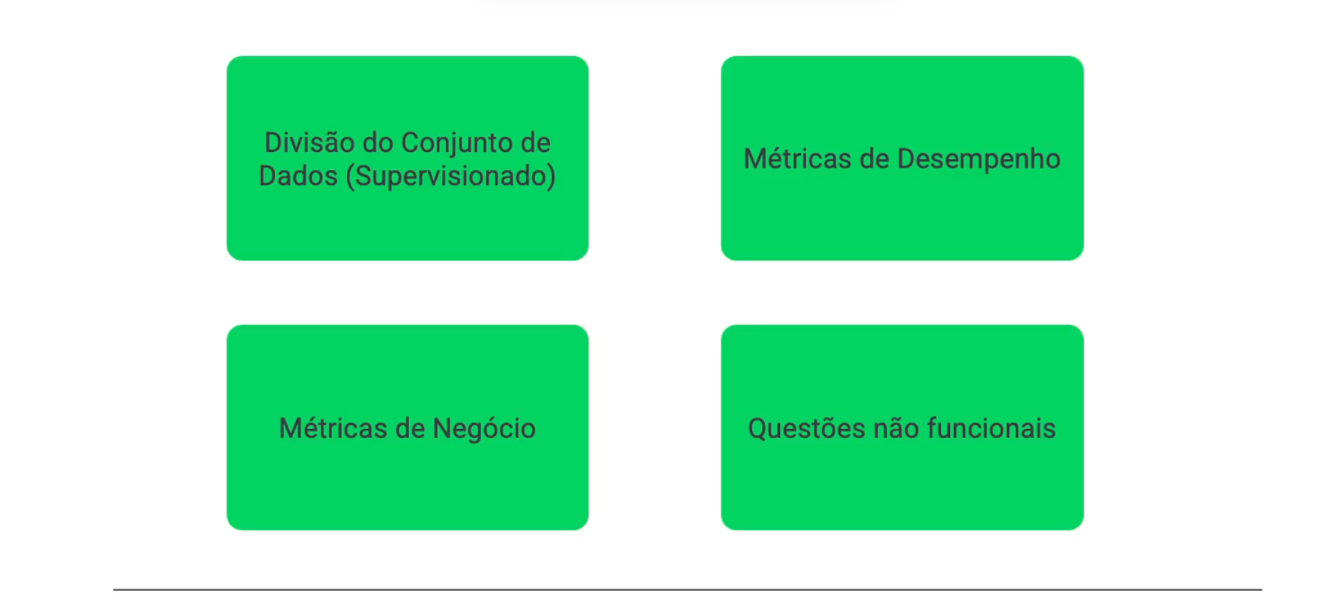 Divisão do Conjunto de
Dados (Supervisionado)
Métricas de Desempenho
Métricas de Negócio
Questões não funcionais